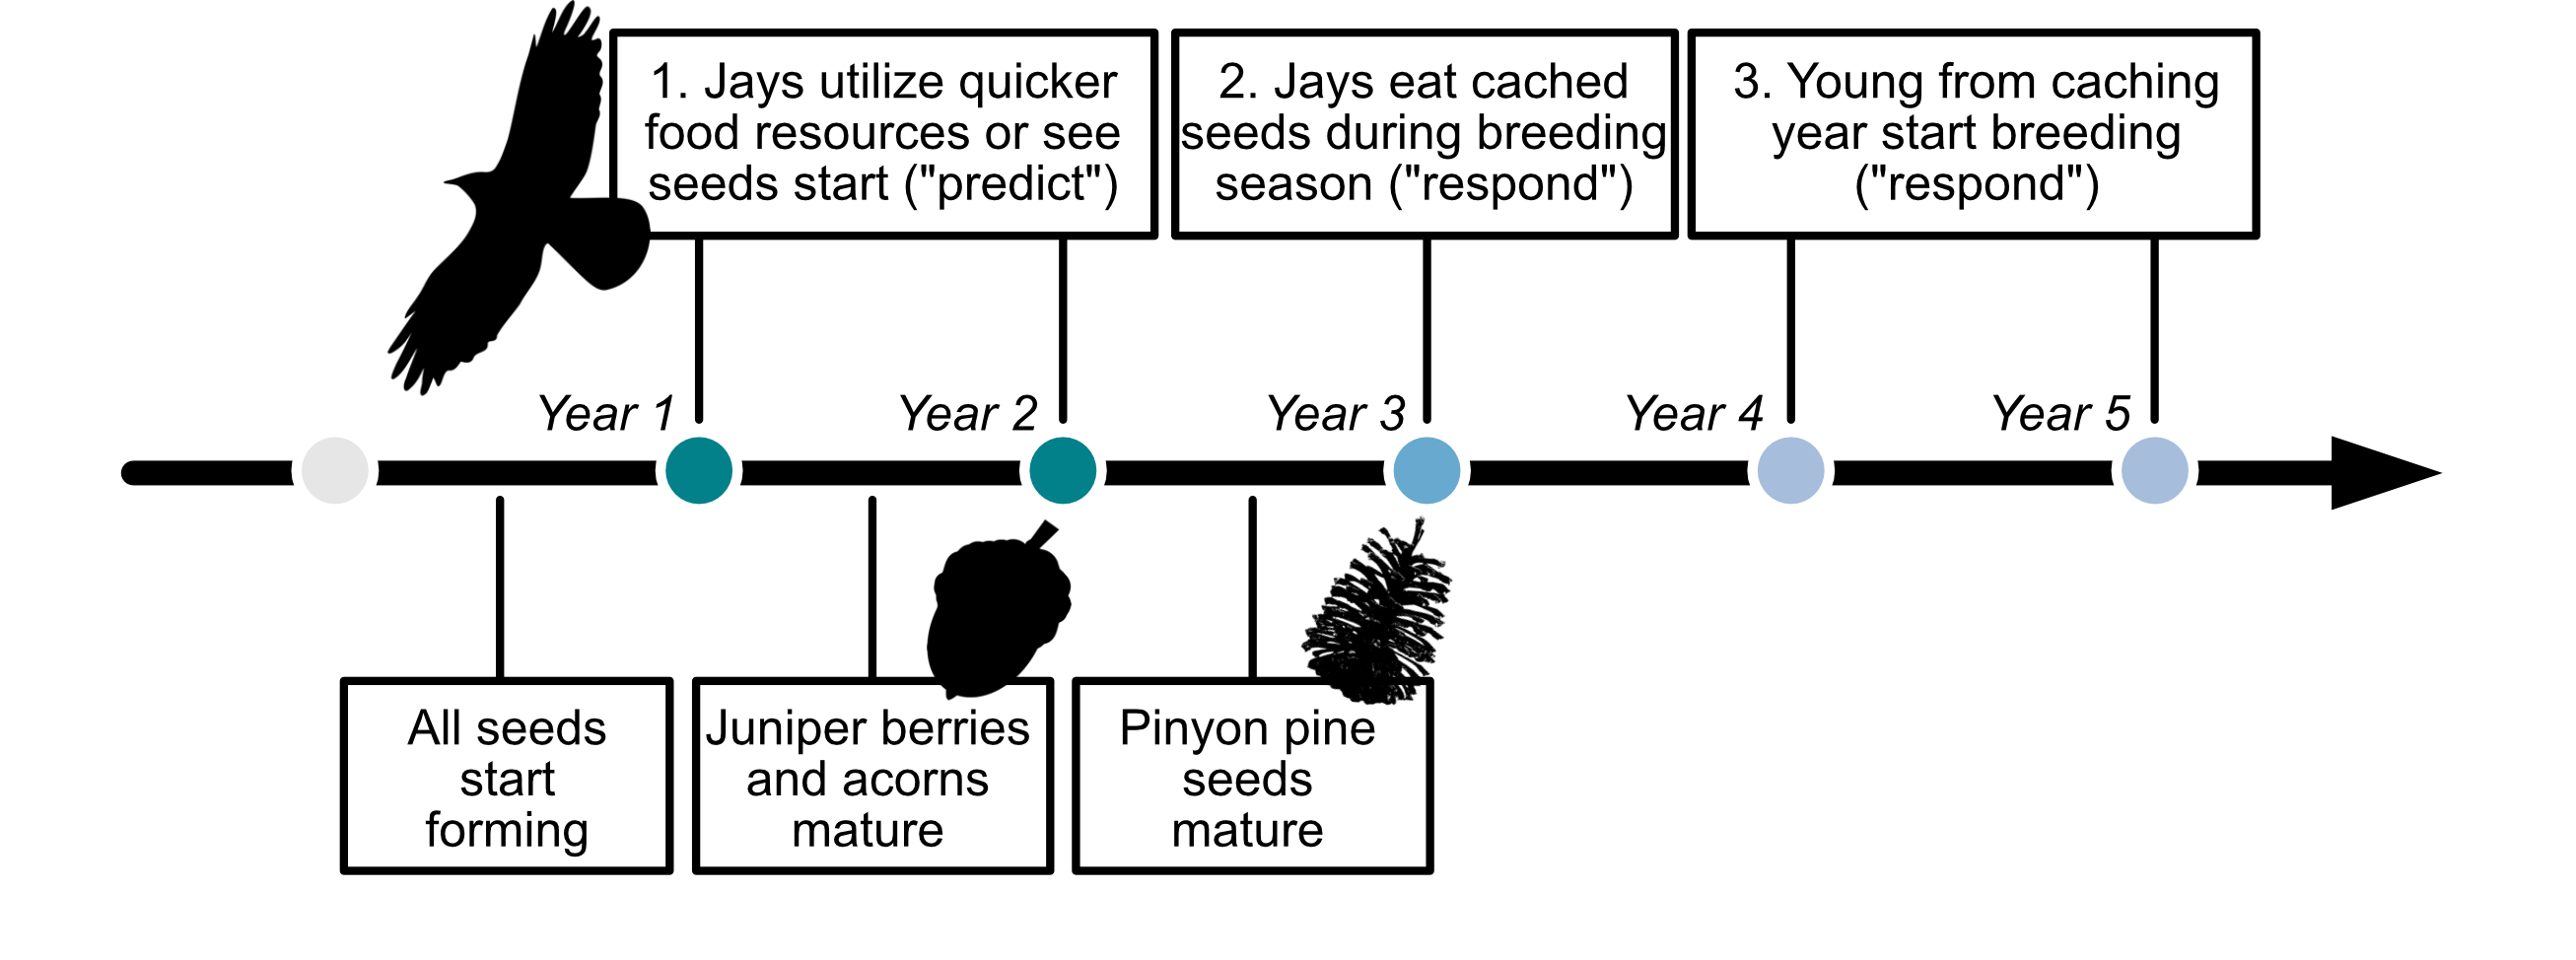 1. Jays utilize quicker
food resources or see
seeds start ("predict")
2. Jays eat cached
seeds during breeding
season ("respond")
3. Young from caching
year start breeding
("respond")
Year 1
Year 2
Year 3
Year 4
Year 5
All seeds
start
forming
Juniper berries
and acorns
mature
Pinyon pine
seeds
mature